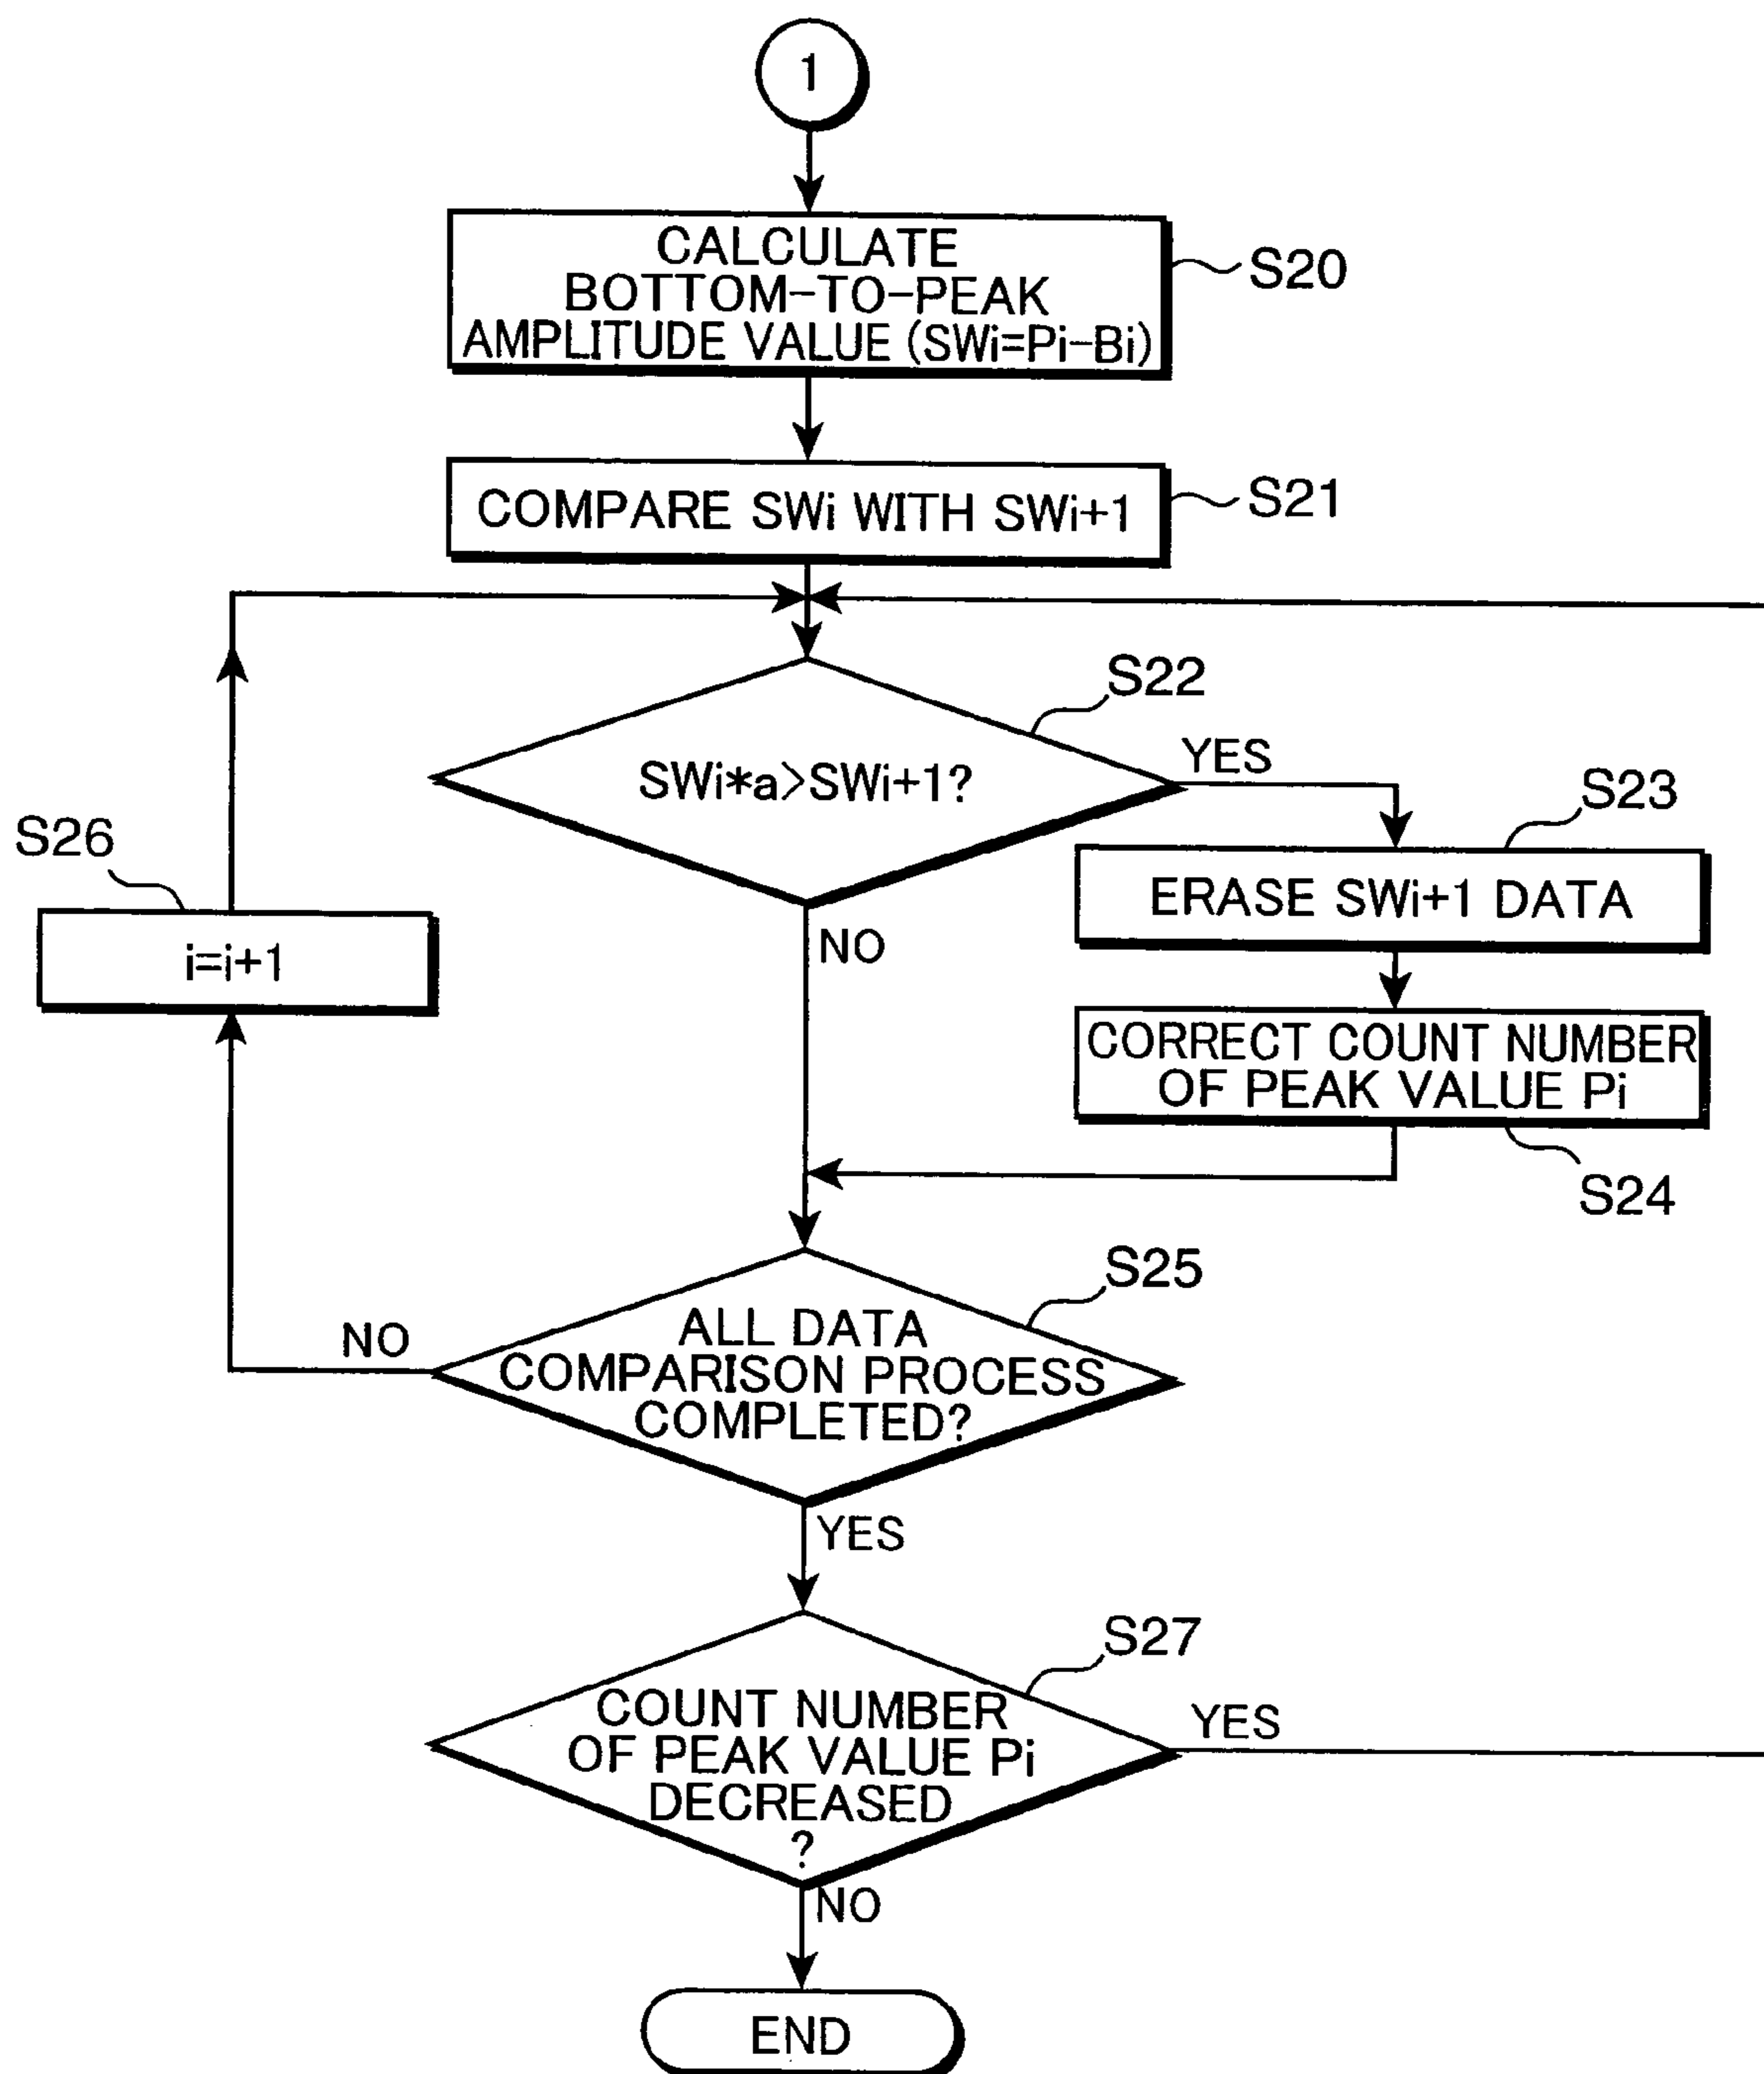 1
CALCULATE
BOTTOM-TO-PEAK
AMPLITUDE VALUE (SWi=Pi-Bi)
S20
COMPARE SWi WITH SWi+1
S21
S22
SWi*a>SWi+1?
YES
S23
ERASE SWi+1 DATA
S26
i=i+1
NO
CORRECT COUNT NUMBER
OF PEAK VALUE Pi
S24
S25
ALL DATA
COMPARISON PROCESS
COMPLETED?
NO
YES
S27
COUNT NUMBER
OF PEAK VALUE Pi
DECREASED
?
YES
NO
END